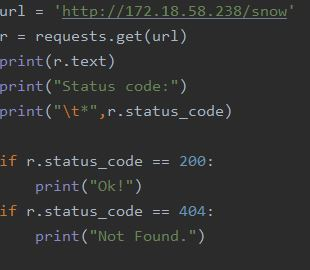 url = 'http://172.18.58.238/snow'
r = requests.get(url)
print(r.text)
print("Status code:")
print("\t*",r.status_code)
if r.status_code == 200:
print("Ok!")
if r.status_code == 404:
print("Not Found.")